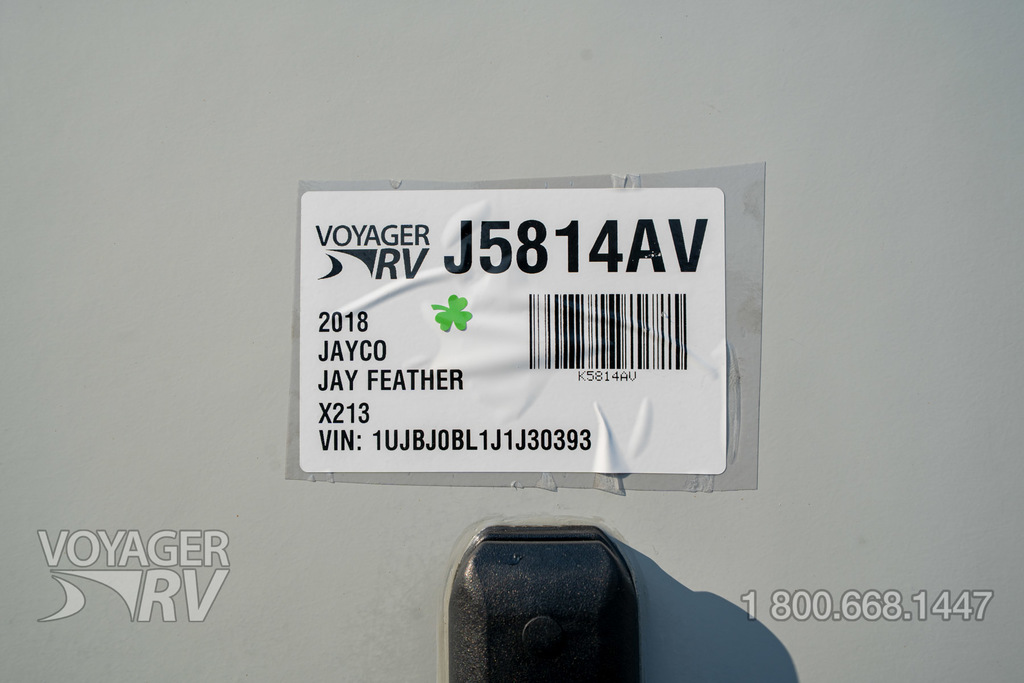 VOYAGER RV
J5814AV
2018
JAYCO
JAY FEATHER
X213
VIN: 1UJBJ0BL1J1J30393
K5814AV
VOYAGER
RV
1 800.668.1447